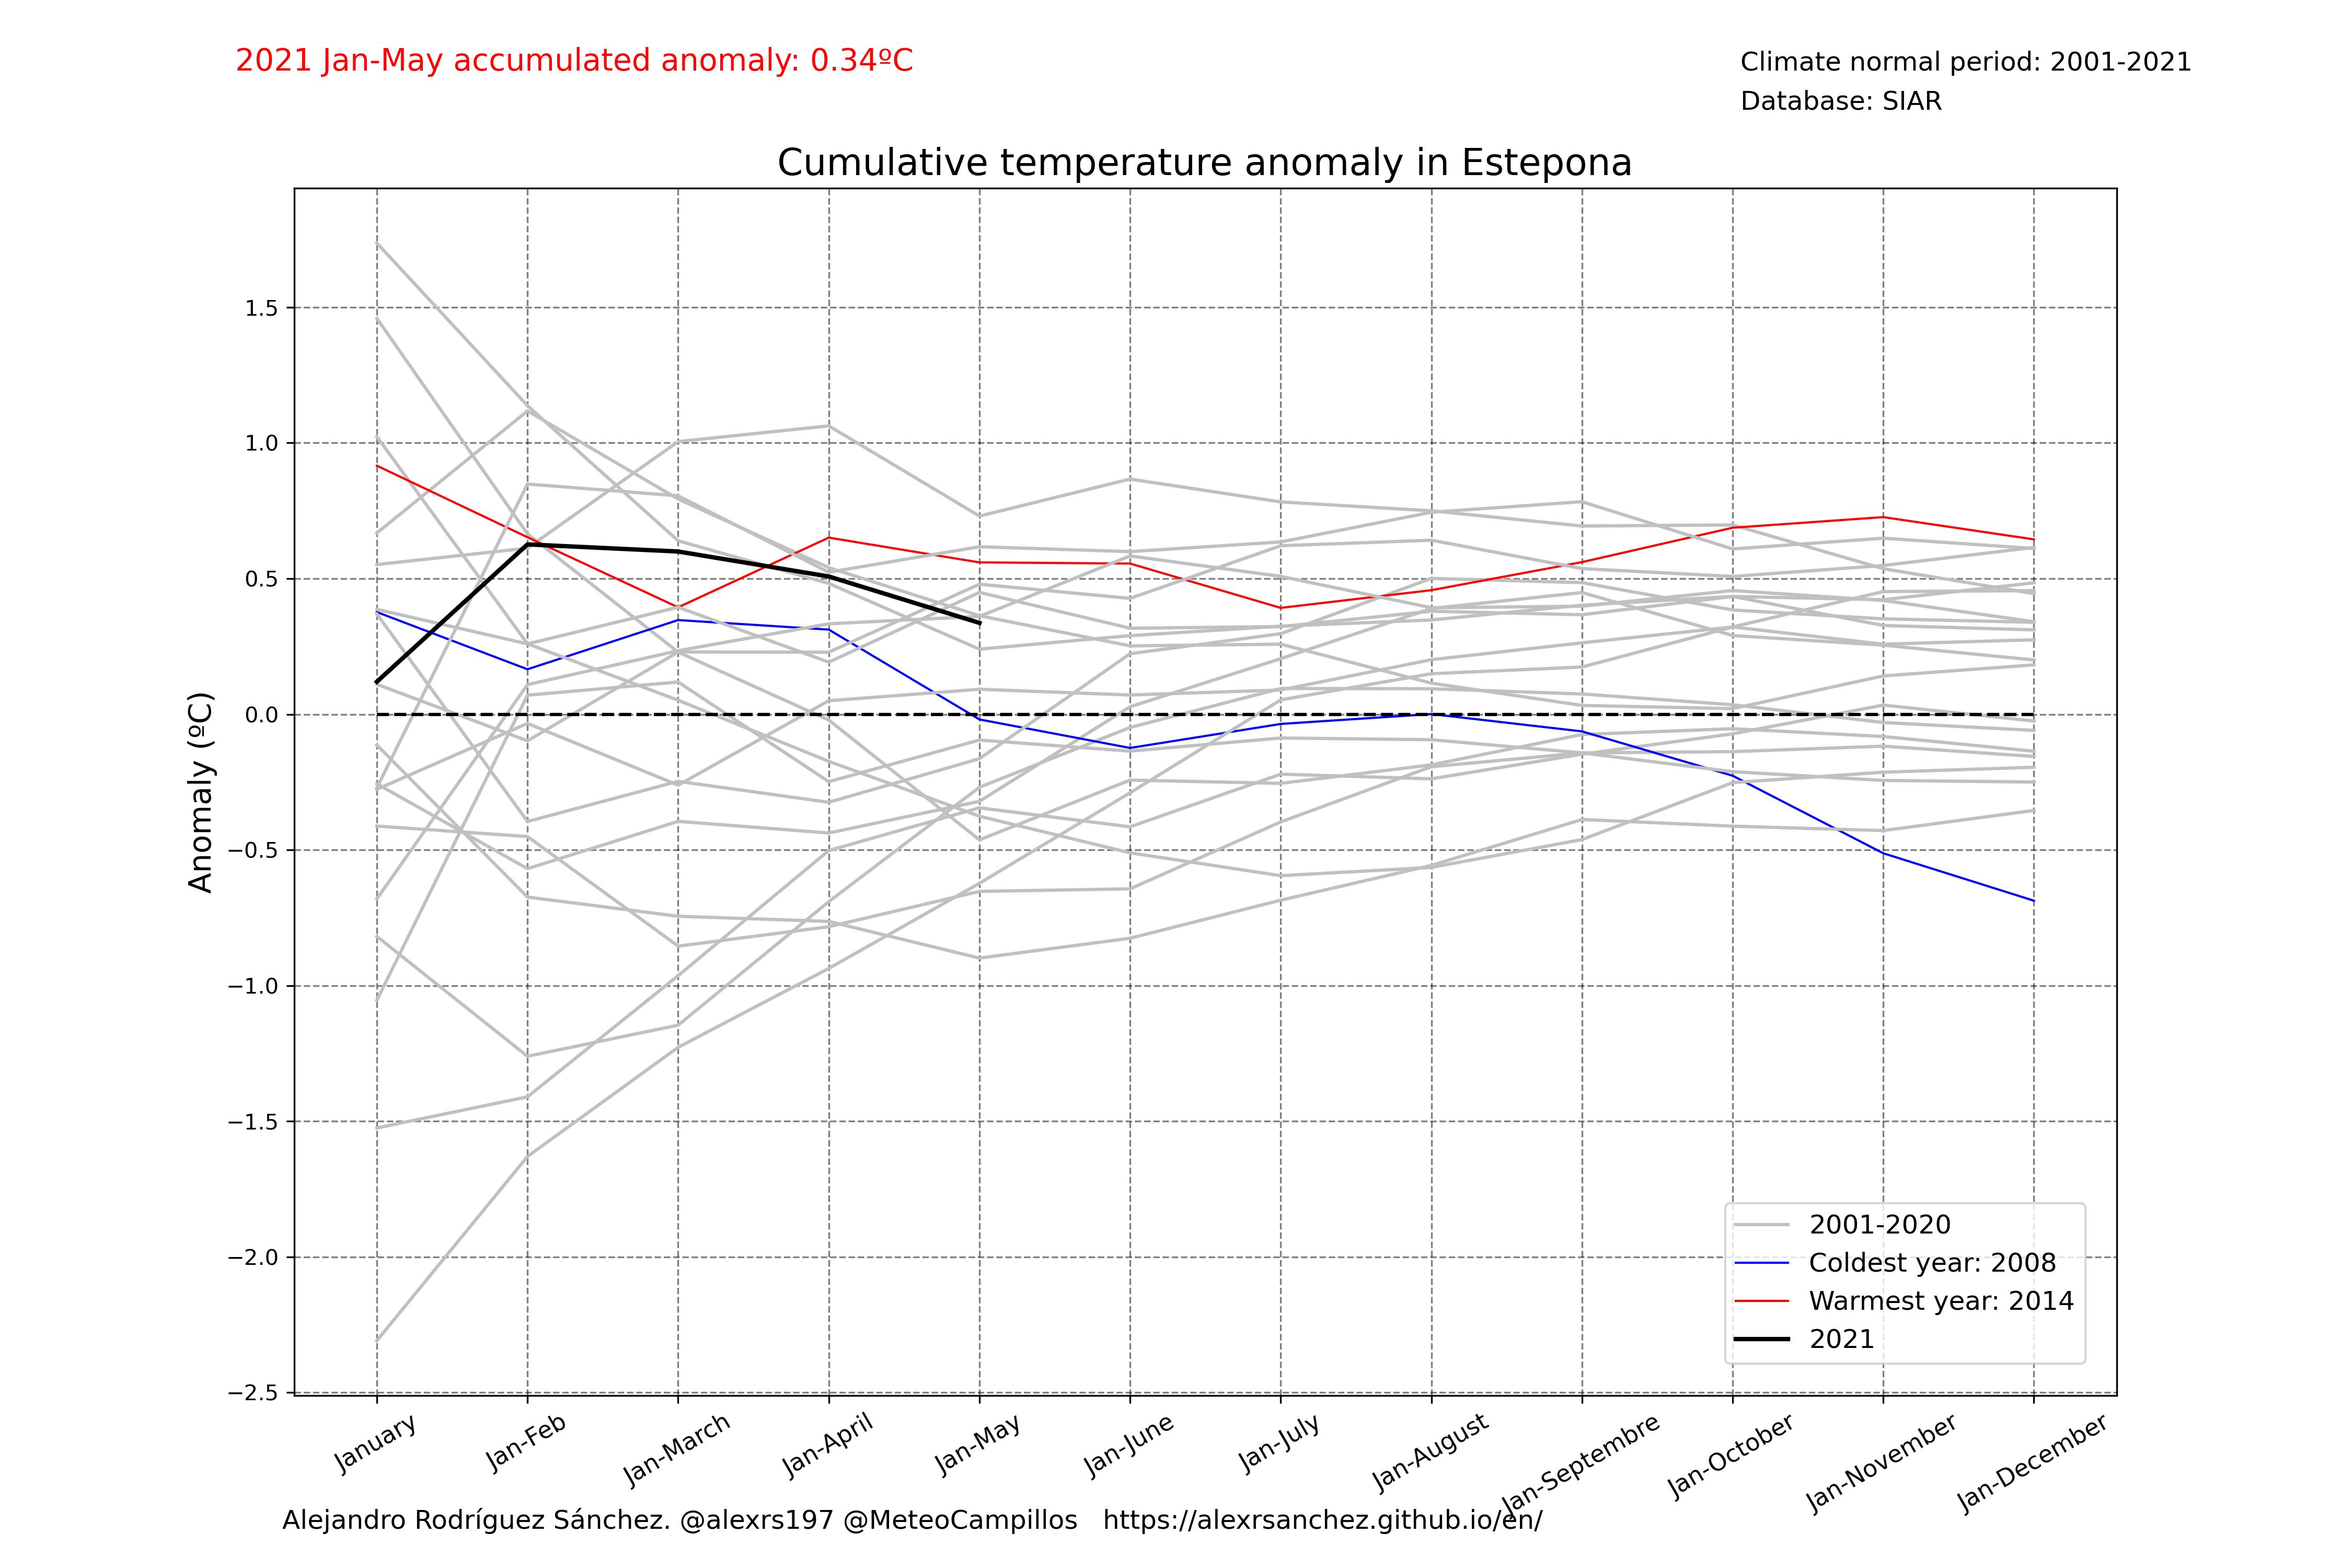 2021 Jan-May accumulated anomaly: 0.34ºC
Climate normal period: 2001-2021
Database: SIAR
Cumulative temperature anomaly in Estepona
Anomaly (ºC)
1.5
1.0
0.5
0.0
−0.5
−1.0
−1.5
−2.0
−2.5
2001-2020
Coldest year: 2008
Warmest year: 2014
2021
January
Jan-Feb
Jan-March
Jan-April
Jan-May
Jan-June
Jan-July
Jan-August
Jan-Septembre
Jan-October
Jan-November
Jan-December
Alejandro Rodríguez Sánchez. @alexrs197 @MeteoCampillos https://alexrsanchez.github.io/en/